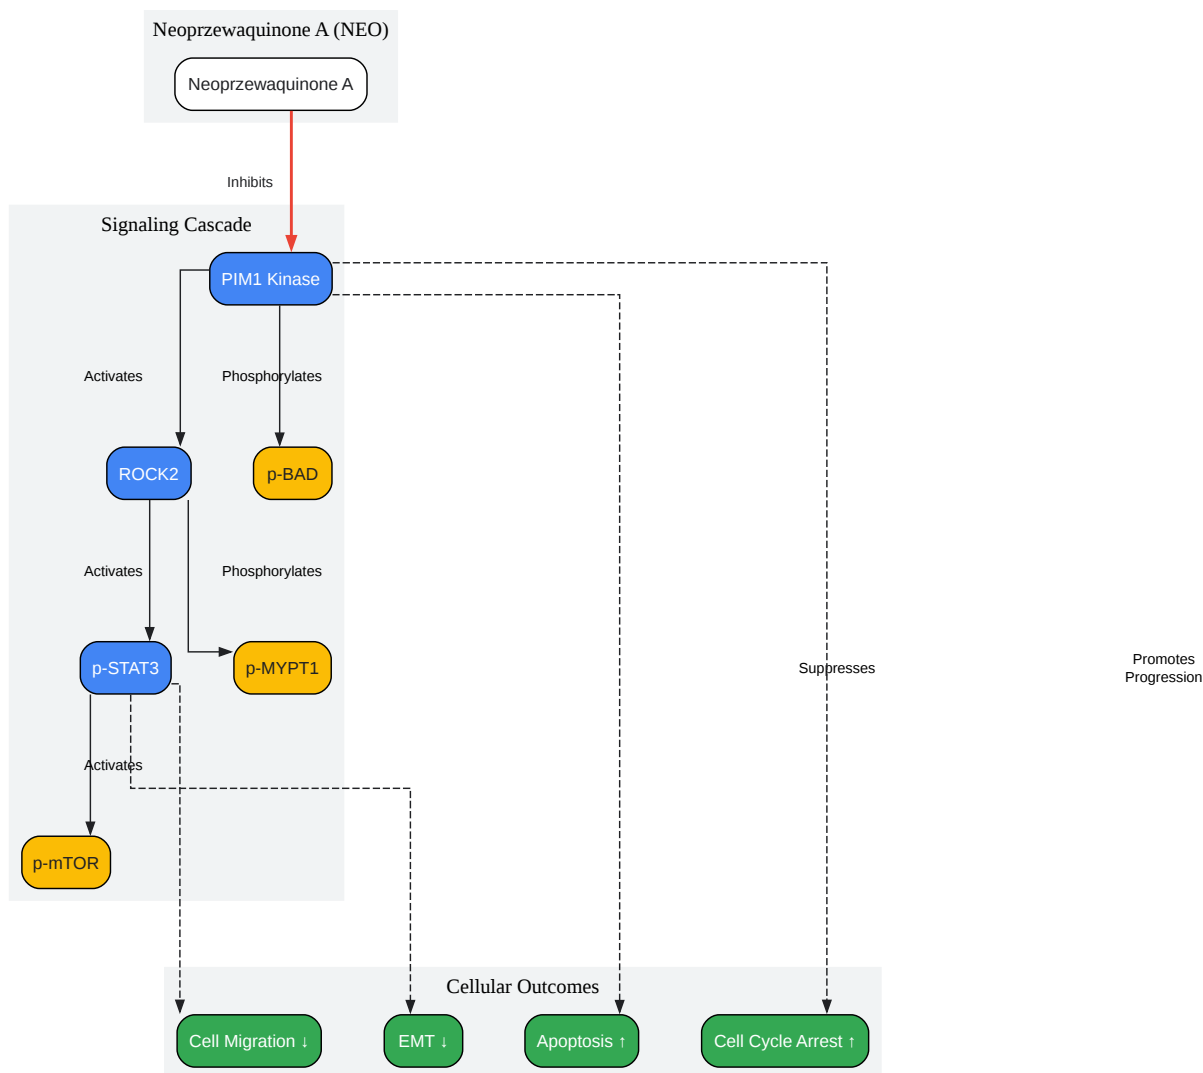 Neoprzewaquinone A (NEO)
Neoprzewaquinone A
Inhibits
Signaling Cascade
PIM1 Kinase
Activates
Phosphorylates
ROCK2
p-BAD
Activates
Phosphorylates
p-STAT3
p-MYPT1
Suppresses
Promotes
Progression
Activates
p-mTOR
Cellular Outcomes
Cell Migration ↓
EMT ↓
Apoptosis ↑
Cell Cycle Arrest ↑